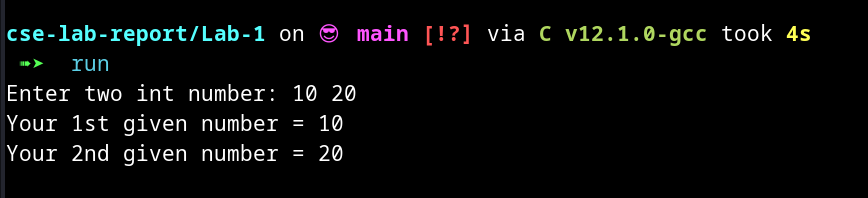 cse-lab-report/Lab-1 on 😎 main [!?] via C v12.1.0-gcc took 4s
➠➤ run
Enter two int number: 10 20
Your 1st given number = 10
Your 2nd given number = 20